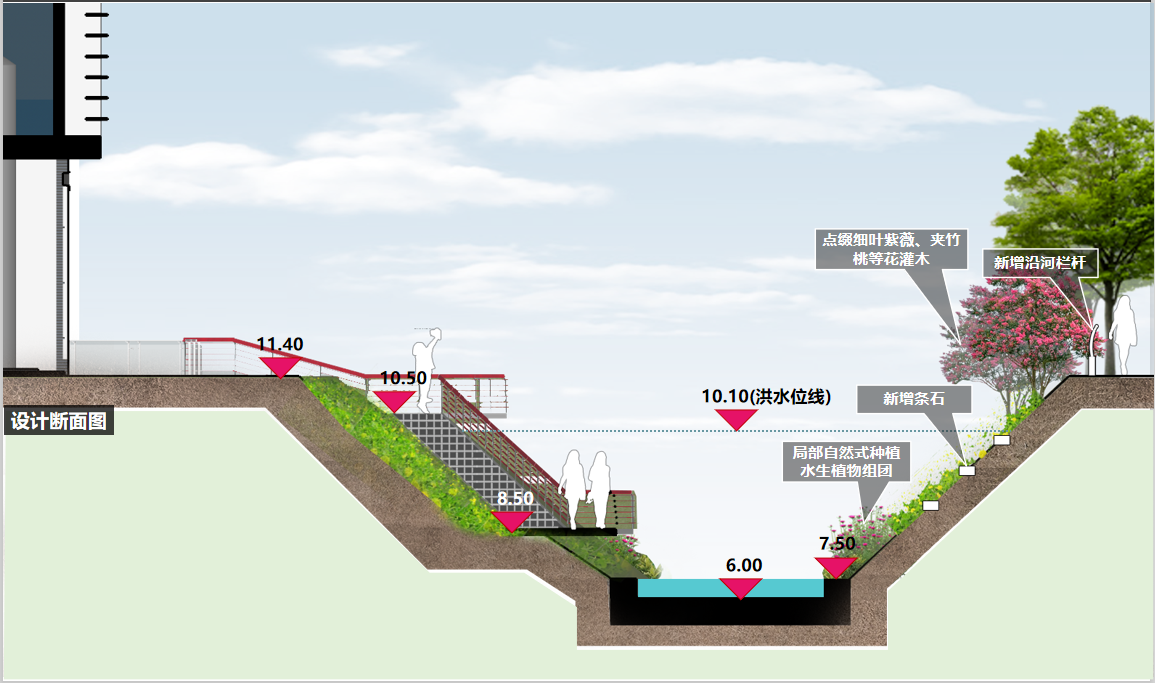 点缀细叶紫薇、夹竹
桃等花灌木
新增沿河栏杆
11.40
10.50
10.10(洪水位线)
新增条石
设计断面图
局部自然式种植
水生植物组团
8.50
7.50
6.00